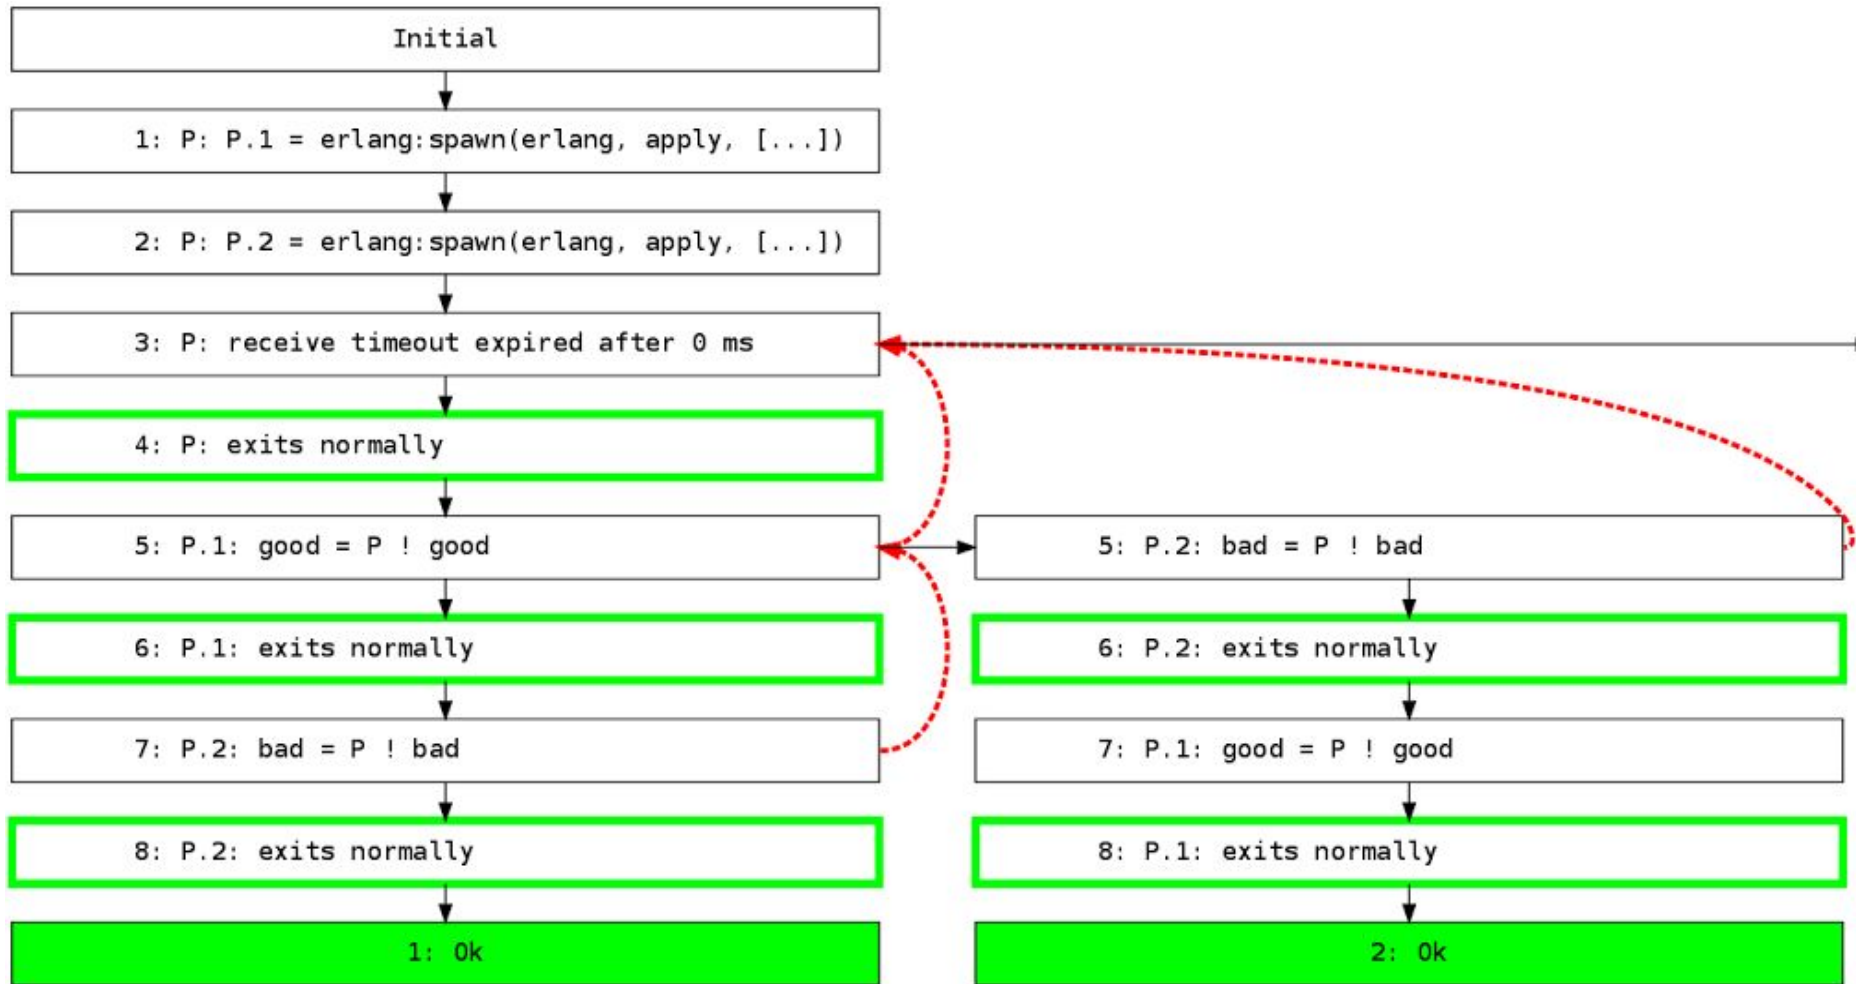 Initial
1: P: P.1 = erlang:spawn(erlang, apply, [...])
2: P: P.2 = erlang:spawn(erlang, apply, [...])
3: P: receive timeout expired after 0 ms
4: P: exits normally
5: P.1: good = P ! good
6: P.1: exits normally
7: P.2: bad = P ! bad
8: P.2: exits normally
1: Ok
5: P.2: bad = P ! bad
6: P.2: exits normally
7: P.1: good = P ! good
8: P.1: exits normally
2: Ok